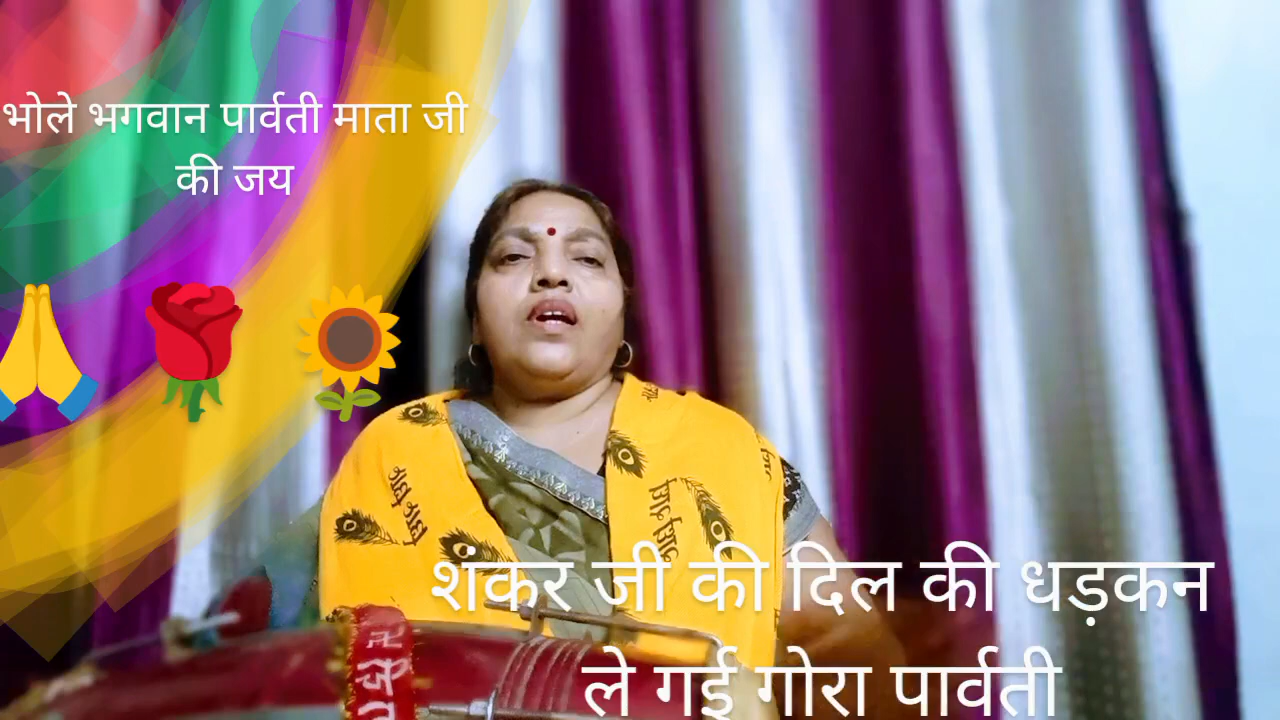 भोले भगवान पार्वती माता जी
की जय
शंकर जी की दिल की धड़कन
ले गई गोरा पार्वती